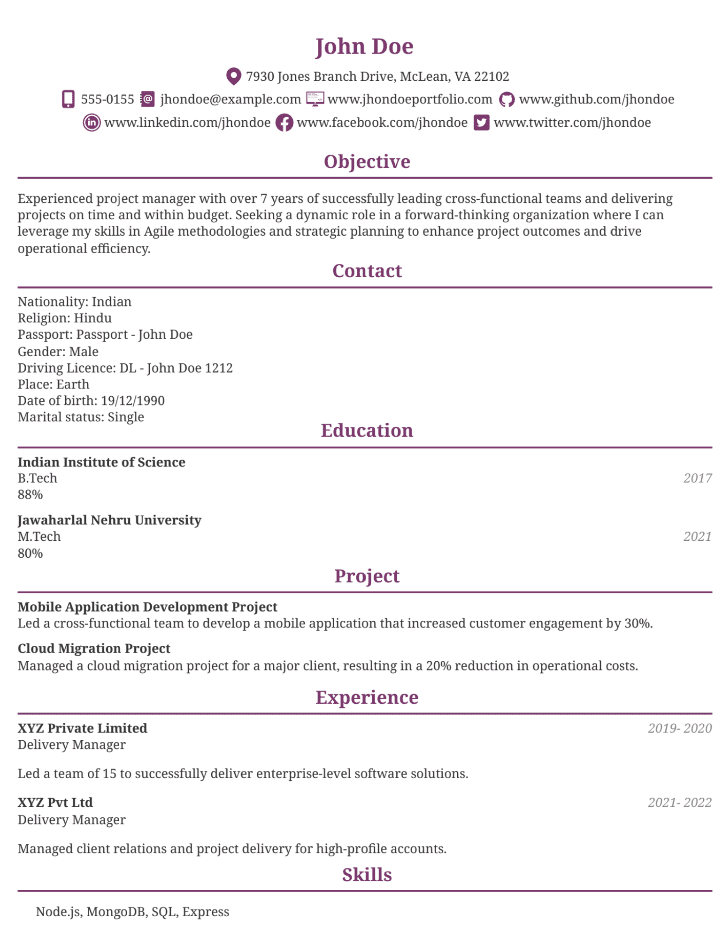 John Doe
7930 Jones Branch Drive, McLean, VA 22102
555-0155 jhondoe@example.com www.jhondoeportfolio.com www.github.com/jhondoe
www.linkedin.com/jhondoe www.facebook.com/jhondoe www.twitter.com/jhondoe
Objective
Experienced project manager with over 7 years of successfully leading cross-functional teams and delivering
projects on time and within budget. Seeking a dynamic role in a forward-thinking organization where I can
leverage my skills in Agile methodologies and strategic planning to enhance project outcomes and drive
operational efficiency.
Contact
Nationality: Indian
Religion: Hindu
Passport: Passport - John Doe
Gender: Male
Driving Licence: DL - John Doe 1212
Place: Earth
Date of birth: 19/12/1990
Marital status: Single
Education
Indian Institute of Science
B.Tech 2017
88%
Jawaharlal Nehru University
M.Tech 2021
80%
Project
Mobile Application Development Project
Led a cross-functional team to develop a mobile application that increased customer engagement by 30%.
Cloud Migration Project
Managed a cloud migration project for a major client, resulting in a 20% reduction in operational costs.
Experience
XYZ Private Limited 2019- 2020
Delivery Manager
Led a team of 15 to successfully deliver enterprise-level software solutions.
XYZ Pvt Ltd 2021- 2022
Delivery Manager
Managed client relations and project delivery for high-profile accounts.
Skills
Node.js, MongoDB, SQL, Express